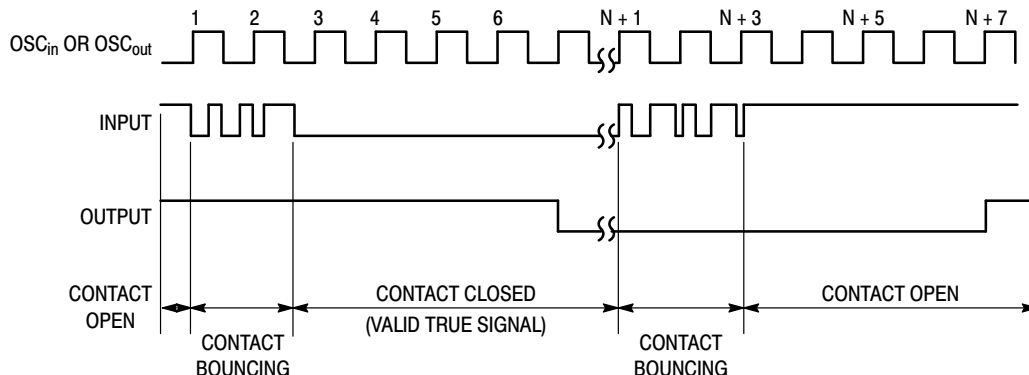 1 2 3 4 5 6 N + 1 N + 3 N + 5 N + 7
OSCin OR OSCout
INPUT
OUTPUT
CONTACT OPEN
CONTACT CLOSED
(VALID TRUE SIGNAL)
CONTACT OPEN
CONTACT BOUNCING
CONTACT BOUNCING